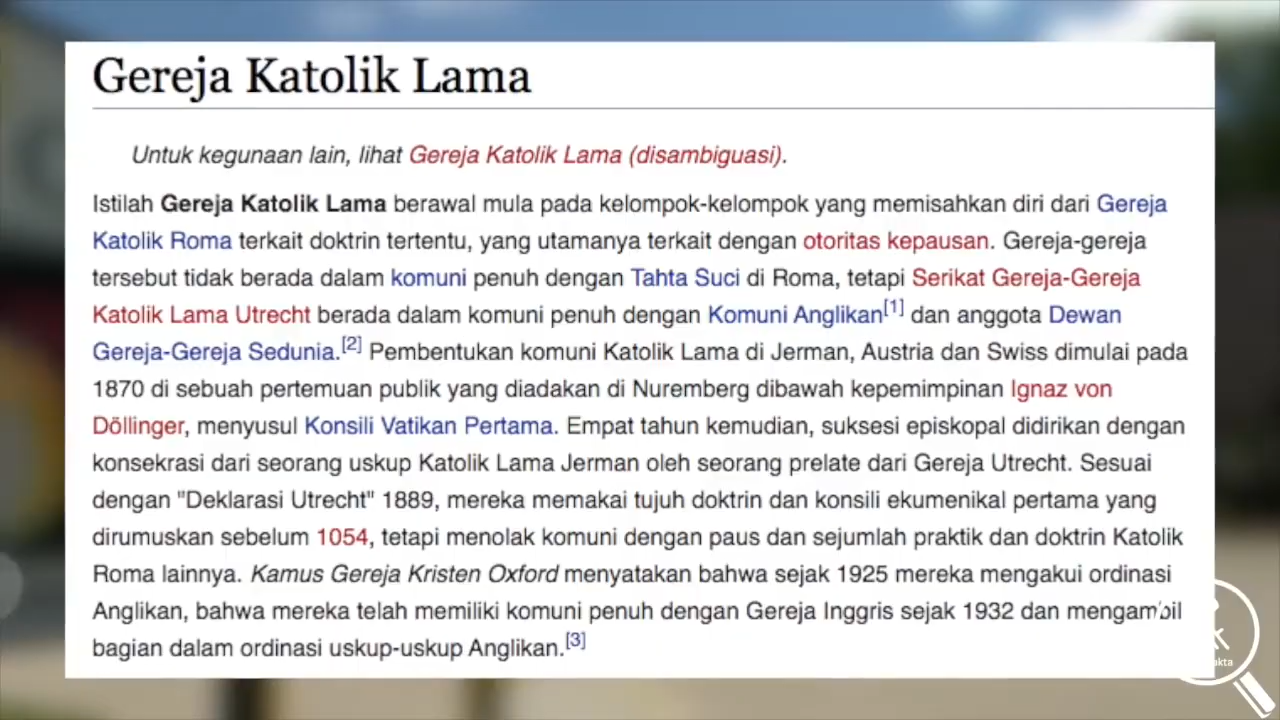 Gereja Katolik Lama
Untuk kegunaan lain, lihat Gereja Katolik Lama (disambiguasi).
Istilah Gereja Katolik Lama berawal mula pada kelompok-kelompok yang memisahkan diri dari Gereja
Katolik Roma terkait doktrin tertentu, yang utamanya terkait dengan otoritas kepausan. Gereja-gereja
tersebut tidak berada dalam komuni penuh dengan Tahta Suci di Roma, tetapi Serikat Gereja-Gereja
Katolik Lama Utrecht berada dalam komuni penuh dengan Komuni Anglikan[1] dan anggota Dewan
Gereja-Gereja Sedunia.[2] Pembentukan komuni Katolik Lama di Jerman, Austria dan Swiss dimulai pada
1870 di sebuah pertemuan publik yang diadakan di Nuremberg dibawah kepemimpinan Ignaz von
Döllinger, menyusul Konsili Vatikan Pertama. Empat tahun kemudian, suksesi episkopal didirikan dengan
konsekrasi dari seorang uskup Katolik Lama Jerman oleh seorang prelate dari Gereja Utrecht. Sesuai
dengan "Deklarasi Utrecht" 1889, mereka memakai tujuh doktrin dan konsili ekumenikal pertama yang
dirumuskan sebelum 1054, tetapi menolak komuni dengan paus dan sejumlah praktik dan doktrin Katolik
Roma lainnya. Kamus Gereja Kristen Oxford menyatakan bahwa sejak 1925 mereka mengakui ordinasi
Anglikan, bahwa mereka telah memiliki komuni penuh dengan Gereja Inggris sejak 1932 dan mengambil
bagian dalam ordinasi uskup-uskup Anglikan.[3]